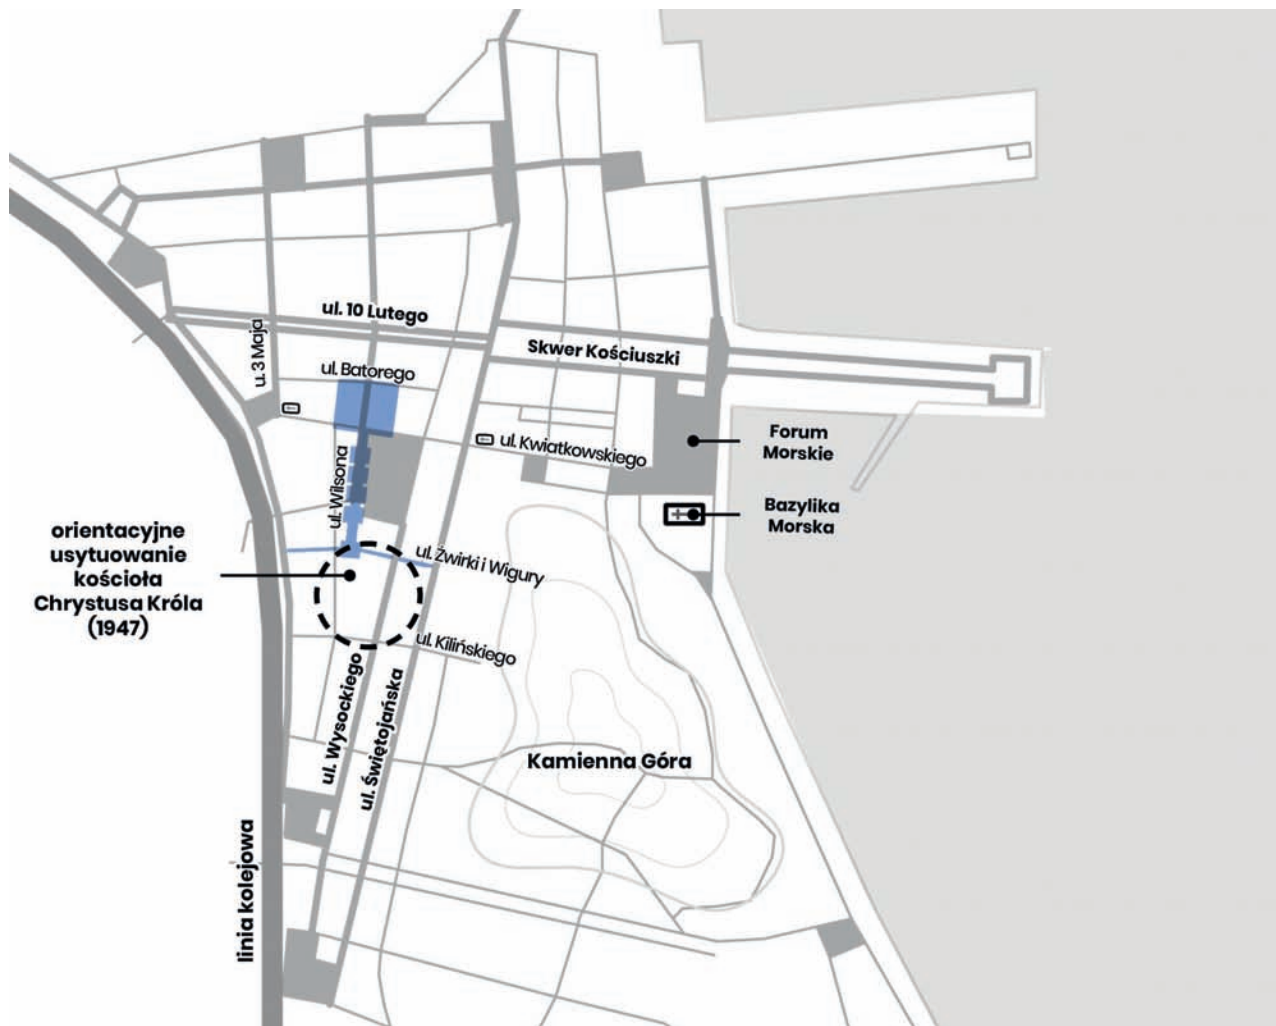 ul. 10 Lutego
u. 3 Maja
Skwer Kościuszki
ul. Batorego
ul. Kwiatkowskiego
Forum
Morskie
ul. Wilsona
Bazylika
Morska
orientacyjne
usytuowanie
kościoła
Chrystusa Króla
(1947)
ul. Żwirki i Wigury
ul. Kilińskiego
ul. Wysockiego
ul. Świętojańska
Kamienna Góra
linia kolejowa